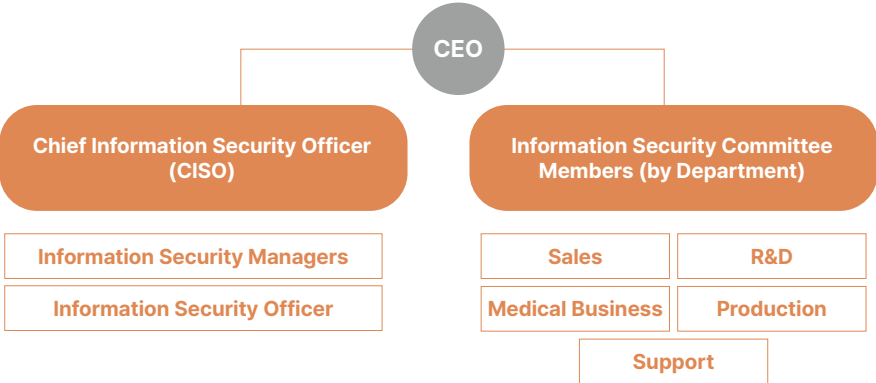 CEO
Chief Information Security Officer
(CISO)
Information Security Committee
Members (by Department)
Information Security Managers
Information Security Officer
Sales
R&D
Medical Business
Production
Support